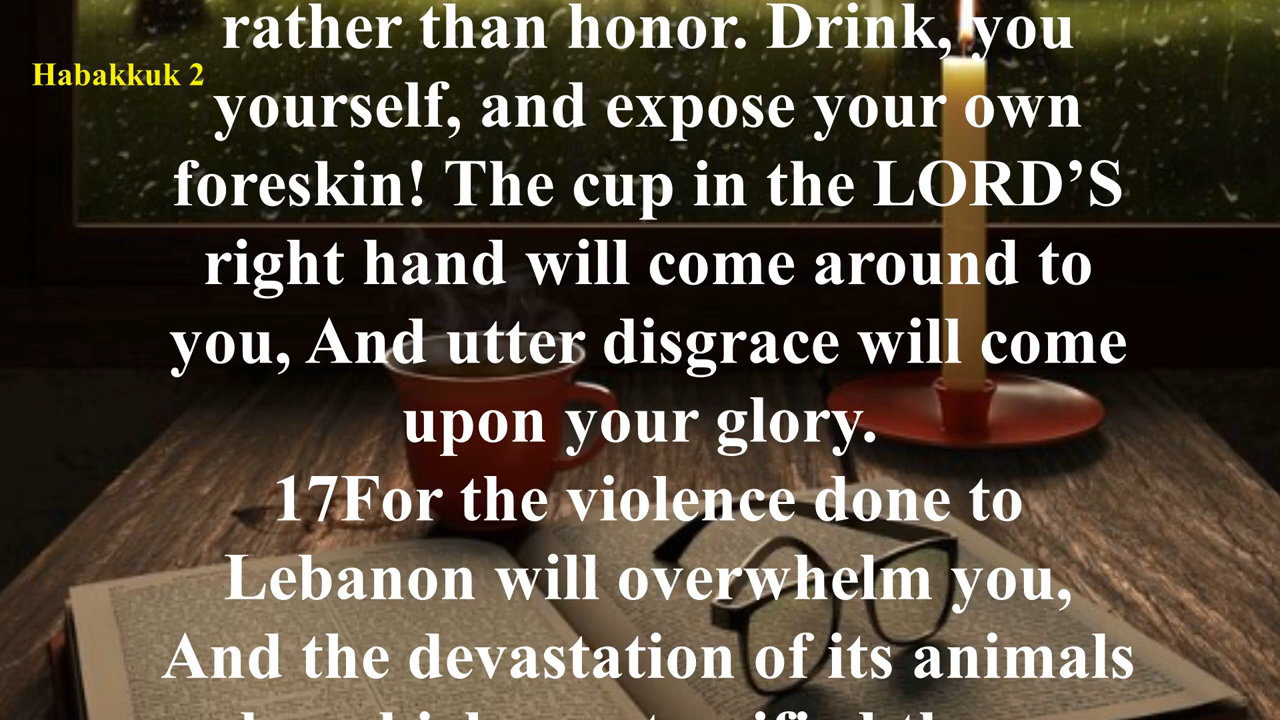 rather than honor. Drink, you
Habakkuk 2
yourself, and expose your own
foreskin! The cup in the LORD’S
right hand will come around to
you, And utter disgrace will come
upon your glory.
17For the violence done to
Lebanon will overwhelm you,
And the devastation of its animals